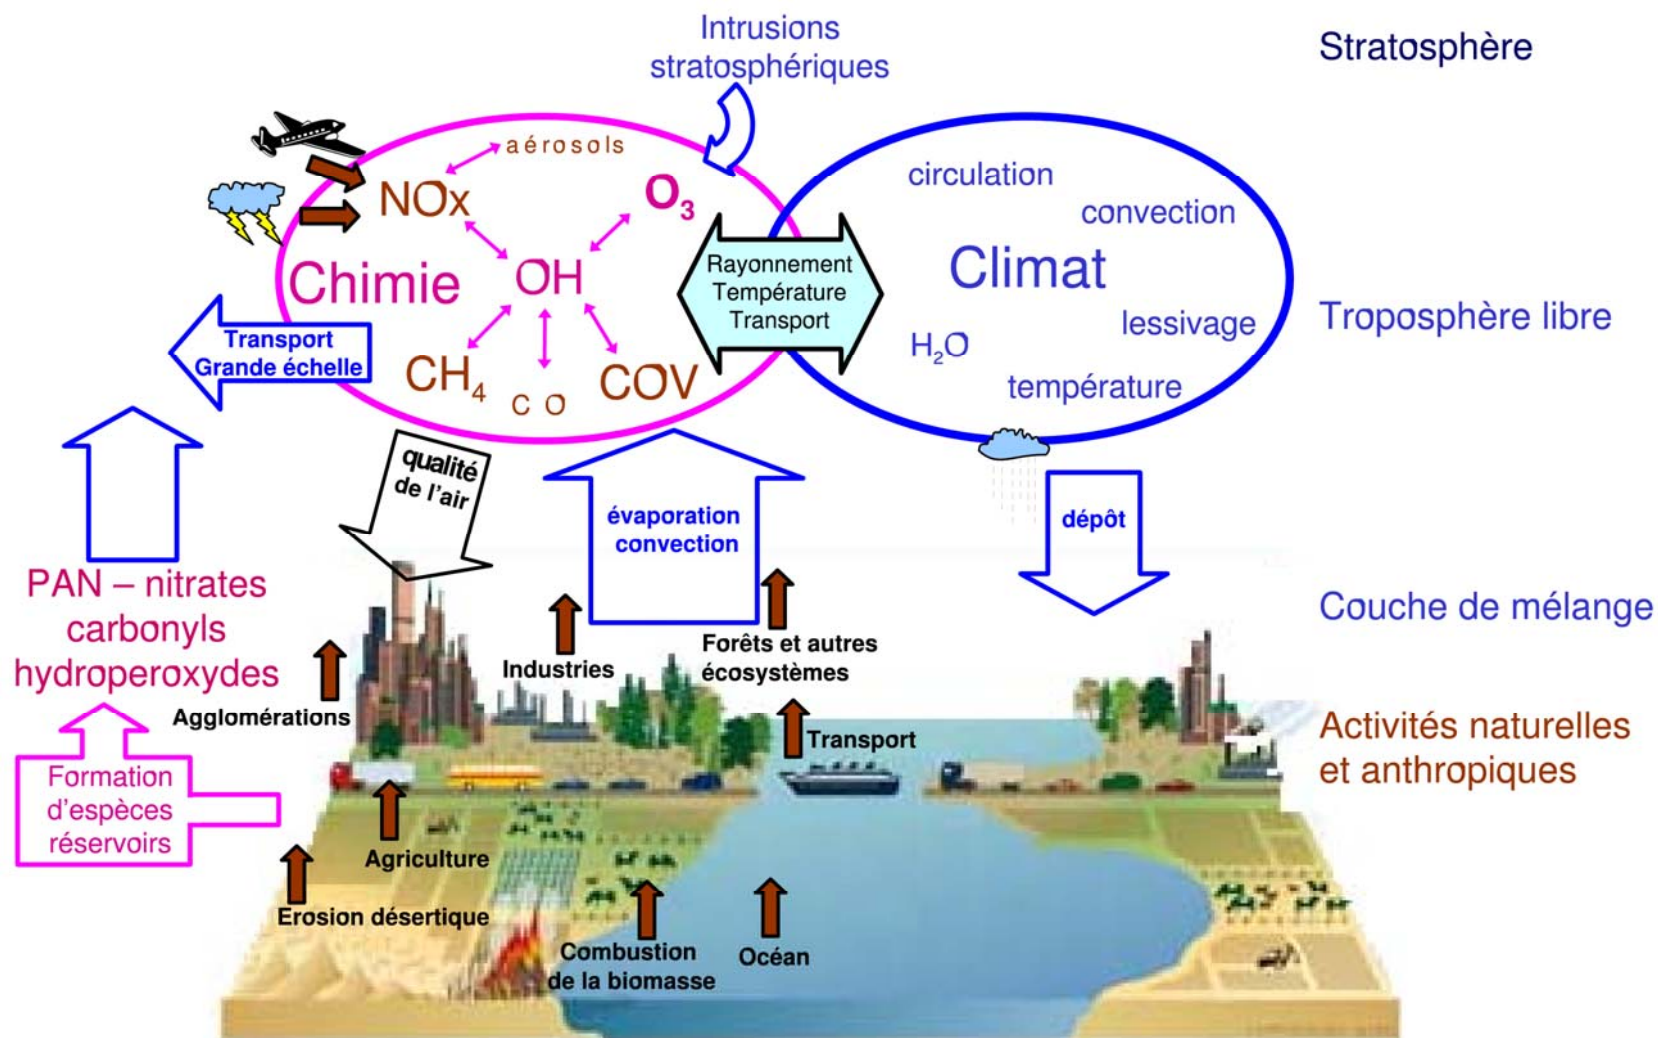 Intrusions
stratosphériques
Stratosphère
aérosols
NOx
O3
OH
Chimie
CH4
CO
COV
Rayonnement
Température
Transport
circulation
convection
Climat
lessivage
H2O
température
Troposphère libre
Transport
Grande échelle
qualité
de l'air
évaporation
convection
dépôt
PAN – nitrates
carbonyls
hydroperoxydes
Couche de mélange
Industries
Forêts et autres
écosystèmes
Agglomérations
Transport
Activités naturelles
et anthropiques
Formation
d'espèces
réservoirs
Agriculture
Erosion désertique
Combustion
de la biomasse
Océan